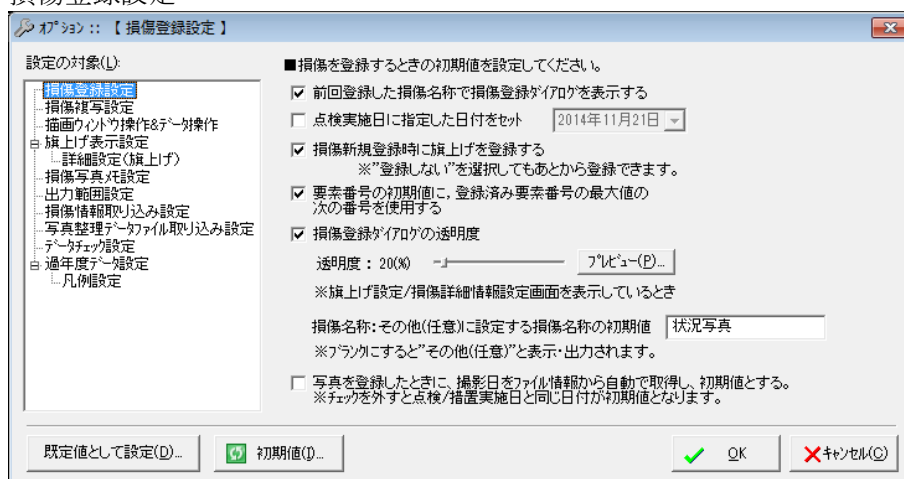 損傷登録設定
ｵﾌﾟｼｮﾝ :: 【 損傷登録設定 】
設定の対象(L):
損傷登録設定
損傷複写設定
描画ｳｨﾝﾄﾞｳ操作&ﾃﾞｰﾀ操作
旗上げ表示設定
詳細設定(旗上げ)
損傷写真ﾒﾓ設定
出力範囲設定
損傷情報取り込み設定
写真整理ﾃﾞｰﾀﾌｧｲﾙ取り込み設定
ﾃﾞｰﾀﾁｪｯｸ設定
過年度ﾃﾞｰﾀ設定
凡例設定
■損傷を登録するときの初期値を設定してください。
前回登録した損傷名称で損傷登録ﾀﾞｲｱﾛｸﾞを表示する
点検実施日に指定した日付をｾｯﾄ 2014年11月21日
損傷新規登録時に旗上げを登録する
※"登録しない"を選択してもあとから登録できます。
要素番号の初期値に，登録済み要素番号の最大値の
次の番号を使用する
損傷登録ﾀﾞｲｱﾛｸﾞの透明度
透明度： 20(%) ﾌﾟﾚﾋﾞｭｰ(P)...
※旗上げ設定/損傷詳細情報設定画面を表示しているとき
損傷名称:その他(任意)に設定する損傷名称の初期値 状況写真
※ﾌﾞﾗﾝｸにすると"その他(任意)"と表示・出力されます。
写真を登録したときに、撮影日をﾌｧｲﾙ情報から自動で取得し、初期値とする。
※ﾁｪｯｸを外すと点検/措置実施日と同じ日付が初期値となります。
既定値として設定(D)... 初期値(I)... OK ｷｬﾝｾﾙ(C)